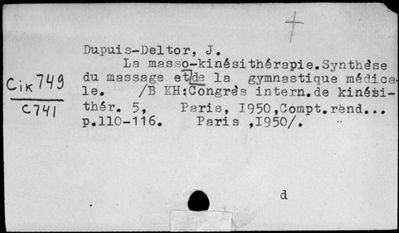 Dupuis-Deltor, J.
La masso-kinésithérapie.Synthèse
du massage et de la gymnastique médica-
le. /B KH:Congrès intern.de kinési-
thér. 5, Paris, 1950,Compt.rend...
p.110-116. Paris ,1950/.
Cik 749
C741
d